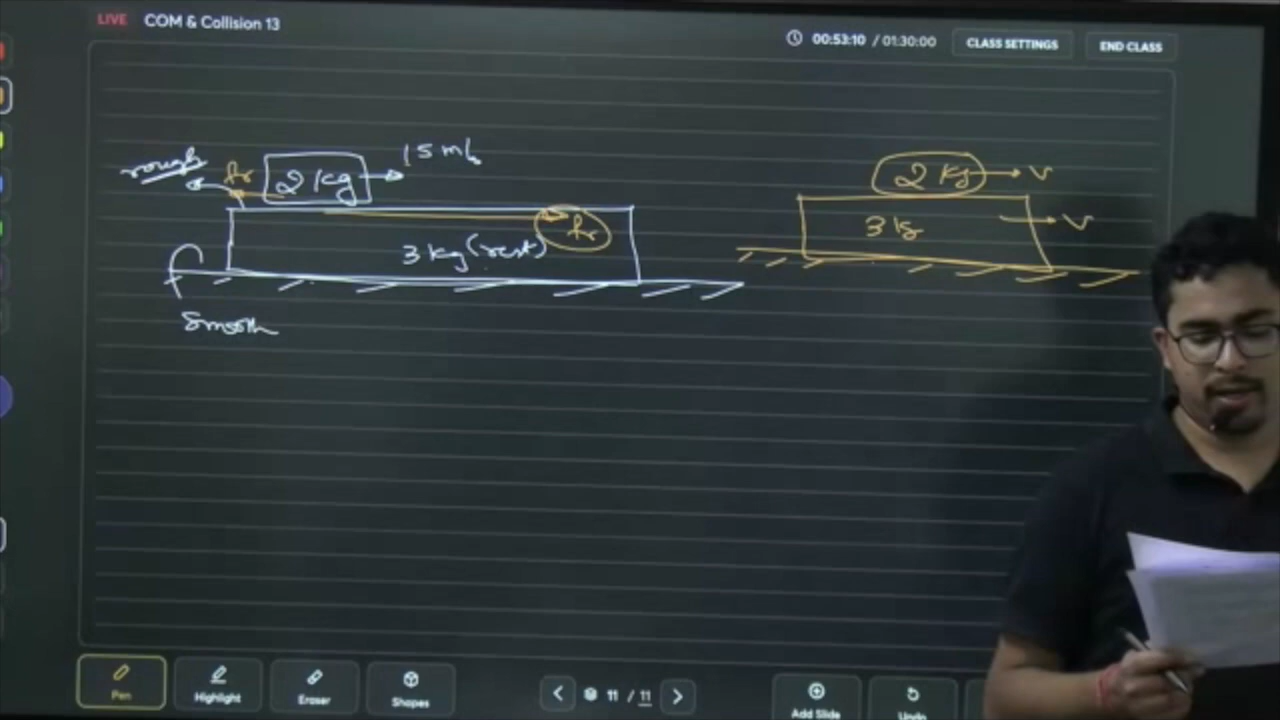 LIVE COM & Collision 13
00:53:10 / 01:30:00 CLASS SETTINGS END CLASS
rough fr 2 kg 15 m/s
fr
3 kg (rest)
Smooth
2 kg v
3 kg v
Pen Highlight Eraser Shapes 11 / 11 Add Slide Undo